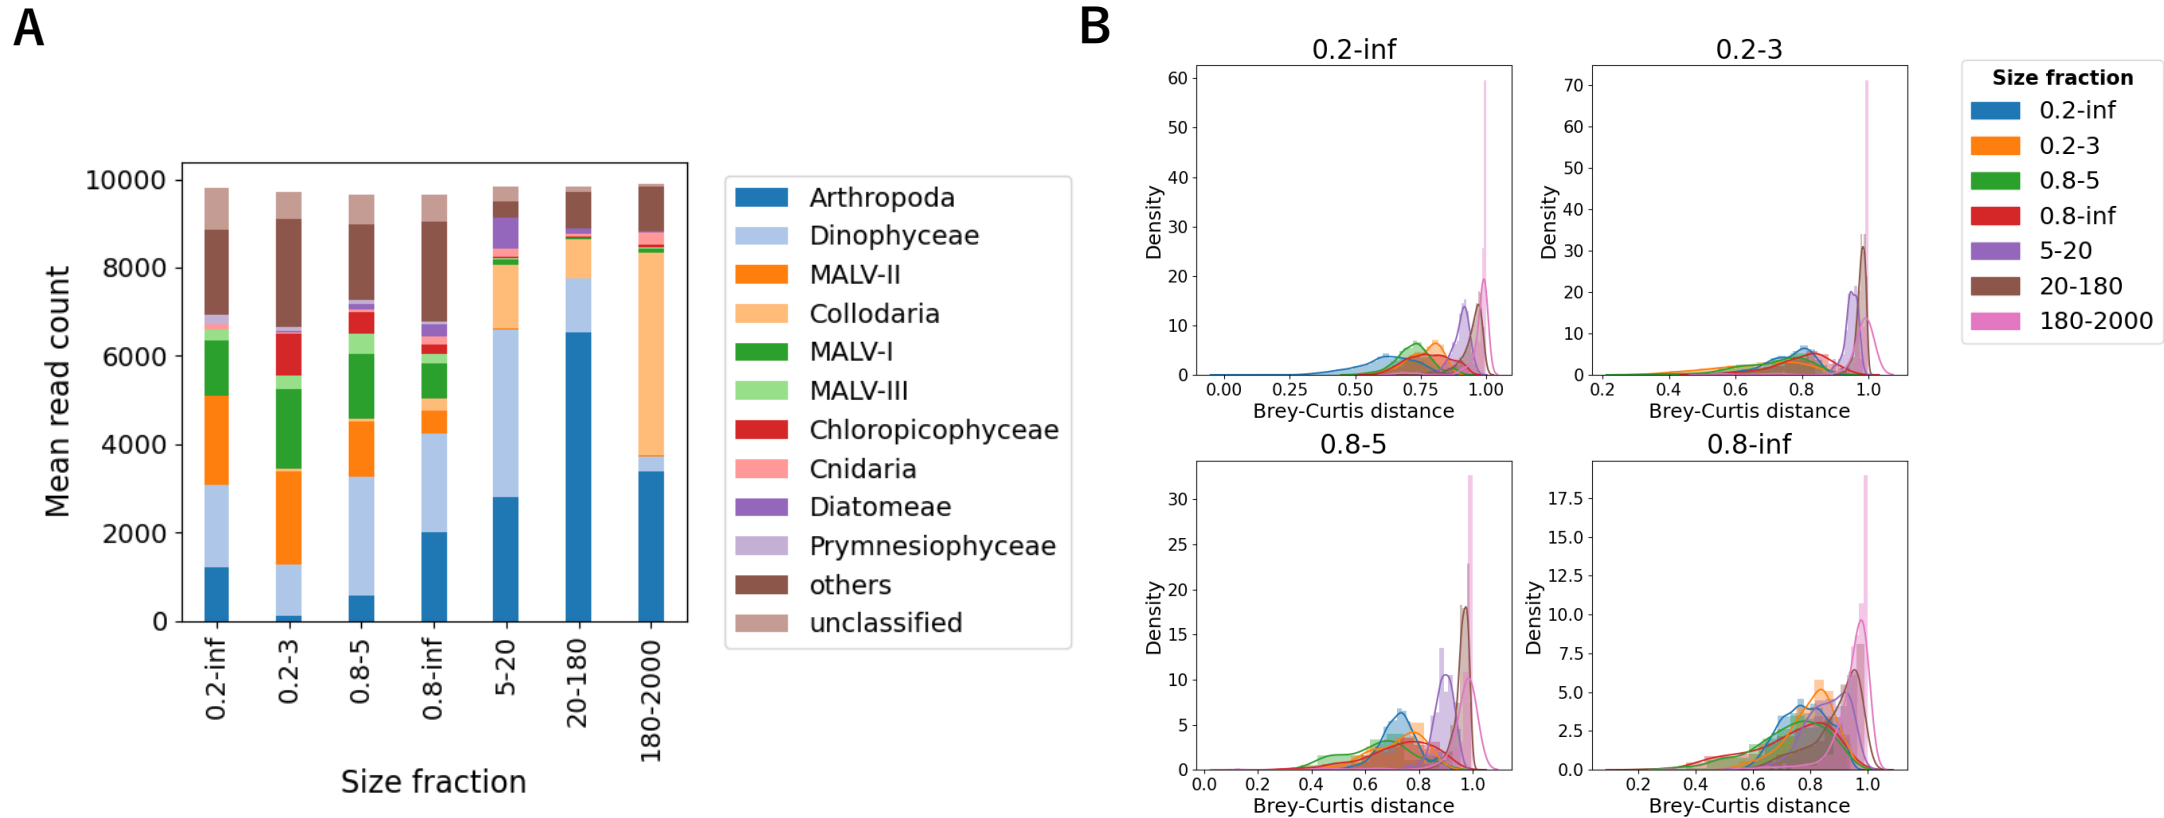 A
Mean read count
10000
8000
6000
4000
2000
0
0.2-inf
0.2-3
0.8-5
0.8-inf
5-20
20-180
180-2000
Size fraction
Arthropoda
Dinophyceae
MALV-II
Collodaria
MALV-I
MALV-III
Chloropicophyceae
Cnidaria
Diatomeae
Prymnesiophyceae
others
unclassified
B
0.2-inf
Density
60
50
40
30
20
10
0
0.00 0.25 0.50 0.75 1.00
Brey-Curtis distance
0.2-3
Density
70
60
50
40
30
20
10
0
0.2 0.4 0.6 0.8 1.0
Brey-Curtis distance
0.8-5
Density
30
25
20
15
10
5
0
0.0 0.2 0.4 0.6 0.8 1.0
Brey-Curtis distance
0.8-inf
Density
17.5
15.0
12.5
10.0
7.5
5.0
2.5
0.0
0.2 0.4 0.6 0.8 1.0
Brey-Curtis distance
Size fraction
0.2-inf
0.2-3
0.8-5
0.8-inf
5-20
20-180
180-2000